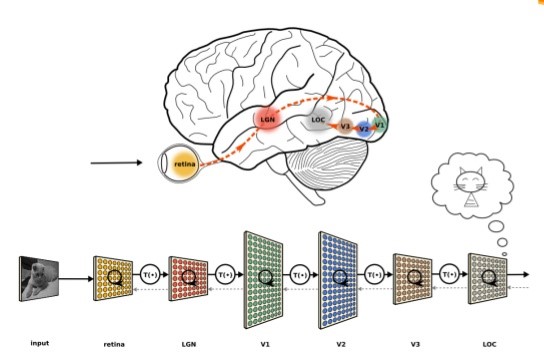 LGN
LOC
V3
V2
V1
retina
Q
T(•)
Q
T(•)
Q
T(•)
Q
T(•)
Q
T(•)
Q
input
retina
LGN
V1
V2
V3
LOC